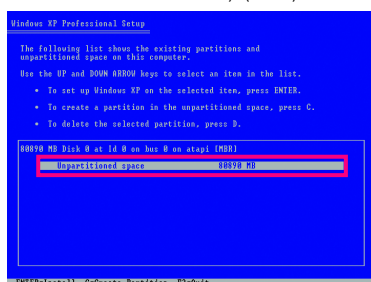 Windows XP Professional Setup
The following list shows the existing partitions and
unpartitioned space on this computer.
Use the UP and DOWN ARROW keys to select an item in the list.
• To set up Windows XP on the selected item, press ENTER.
• To create a partition in the unpartitioned space, press C.
• To delete the selected partition, press D.
80890 MB Disk 0 at Id 0 on bus 0 on atapi [MBR]
Unpartitioned space 80890 MB